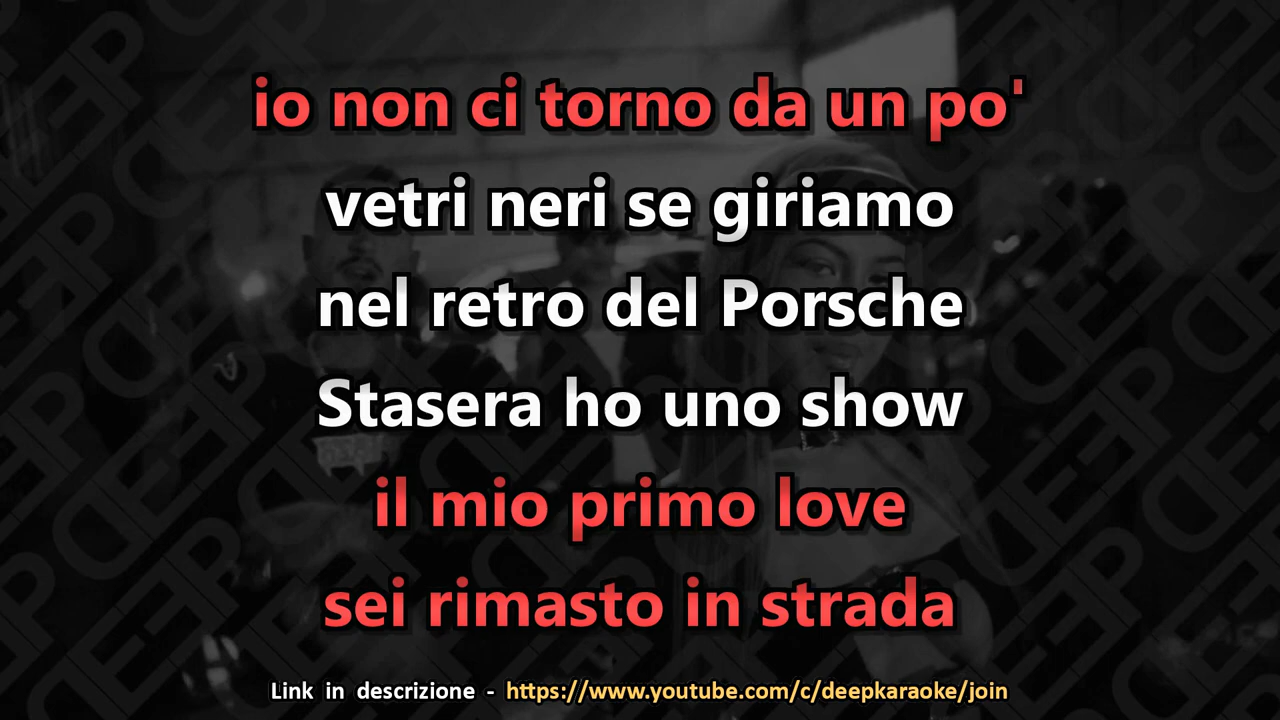 io non ci torno da un po'
vetri neri se giriamo
nel retro del Porsche
Stasera ho uno show
il mio primo love
sei rimasto in strada
Link in descrizione - https://www.youtube.com/c/deepkaraoke/join